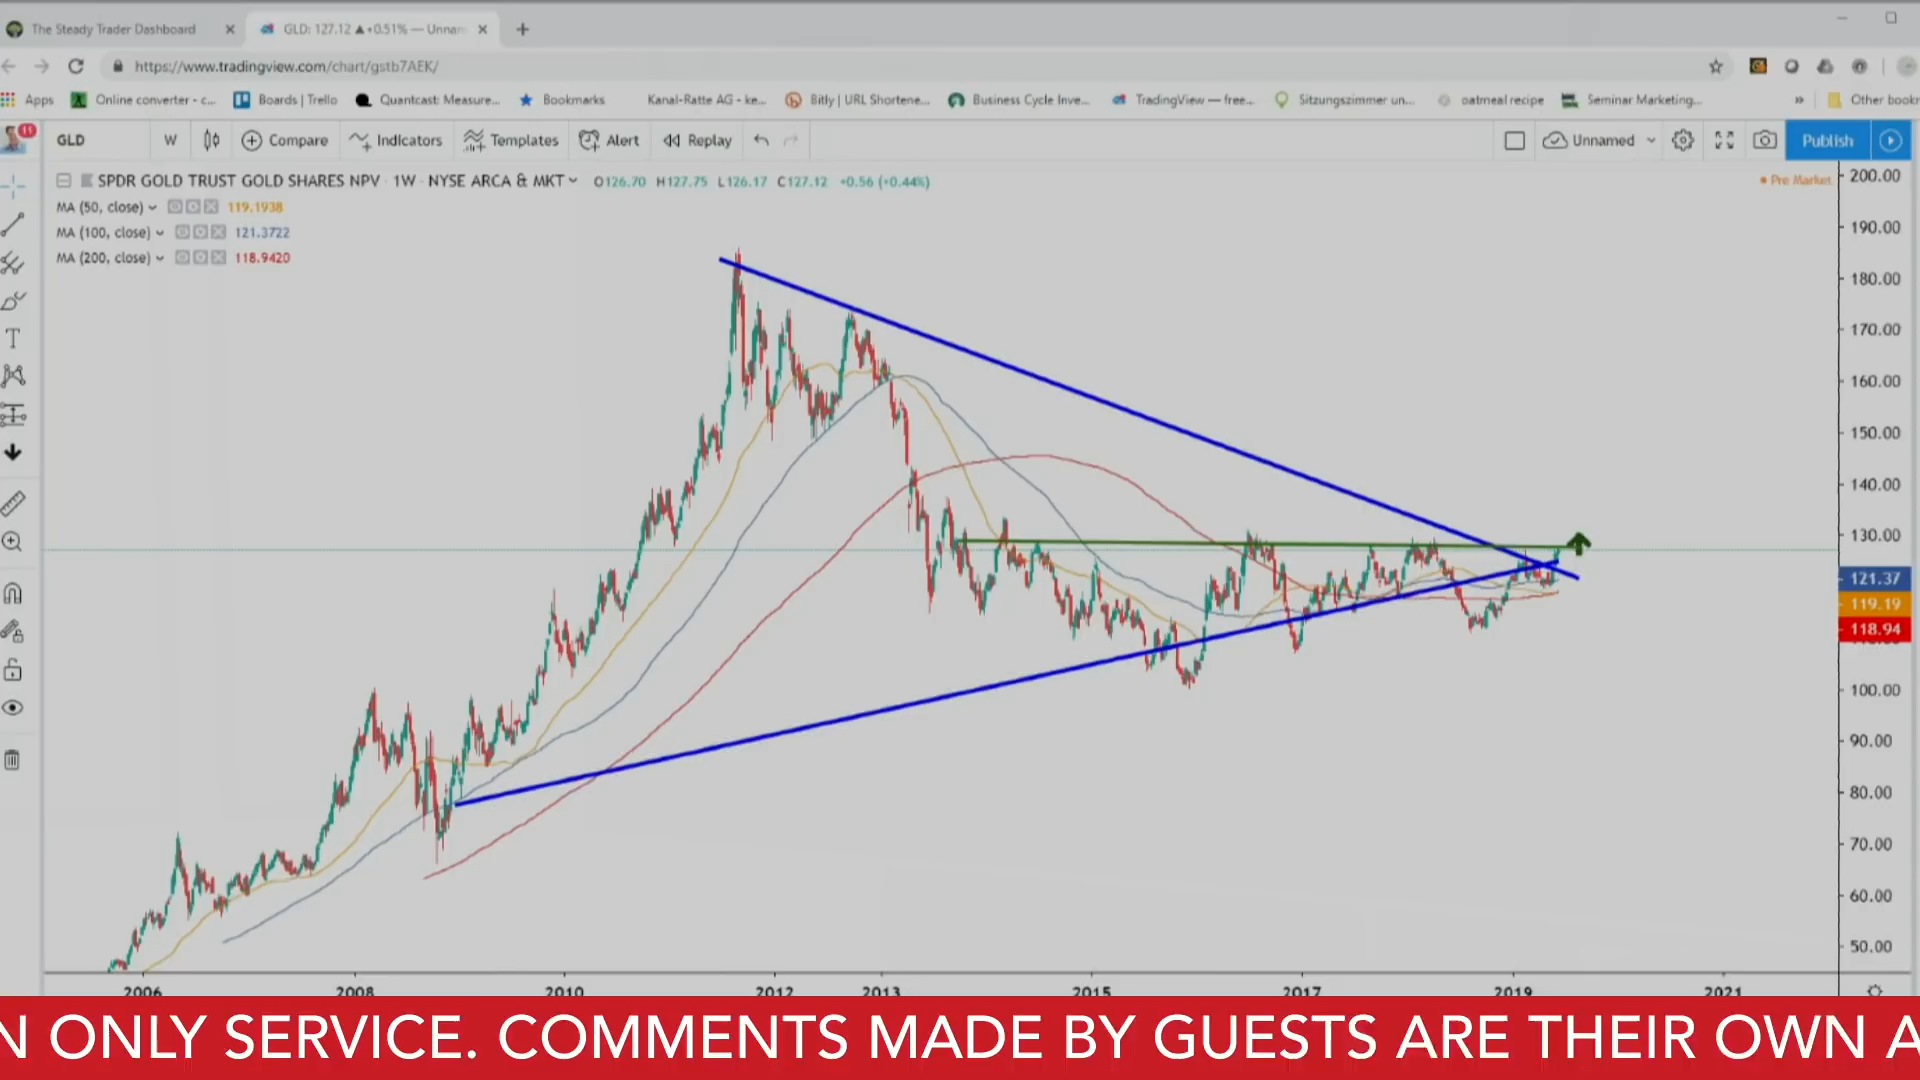 The Steady Trader Dashboard
GLD: 127.12 ▲ +0.51% — Unnar
https://www.tradingview.com/chart/gstb7AEK/
Apps Online converter - c... Boards | Trello Quantcast: Measure... Bookmarks Kanal-Ratte AG - ke... Bitly | URL Shortene... Business Cycle Inve... TradingView — free... Sitzungszimmer un... oatmeal recipe Seminar Marketing... » Other bookr
11
GLD W Compare Indicators Templates Alert Replay Unnamed Publish
SPDR GOLD TRUST GOLD SHARES NPV · 1W · NYSE ARCA & MKT O126.70 H127.75 L126.17 C127.12 +0.56 (+0.44%)
Pre Market
MA (50, close) 119.1938
MA (100, close) 121.3722
MA (200, close) 118.9420
200.00
190.00
180.00
170.00
160.00
150.00
140.00
130.00
121.37
119.19
118.94
100.00
90.00
80.00
70.00
60.00
50.00
2006 2008 2010 2012 2013 2015 2017 2019 2021
N ONLY SERVICE. COMMENTS MADE BY GUESTS ARE THEIR OWN A